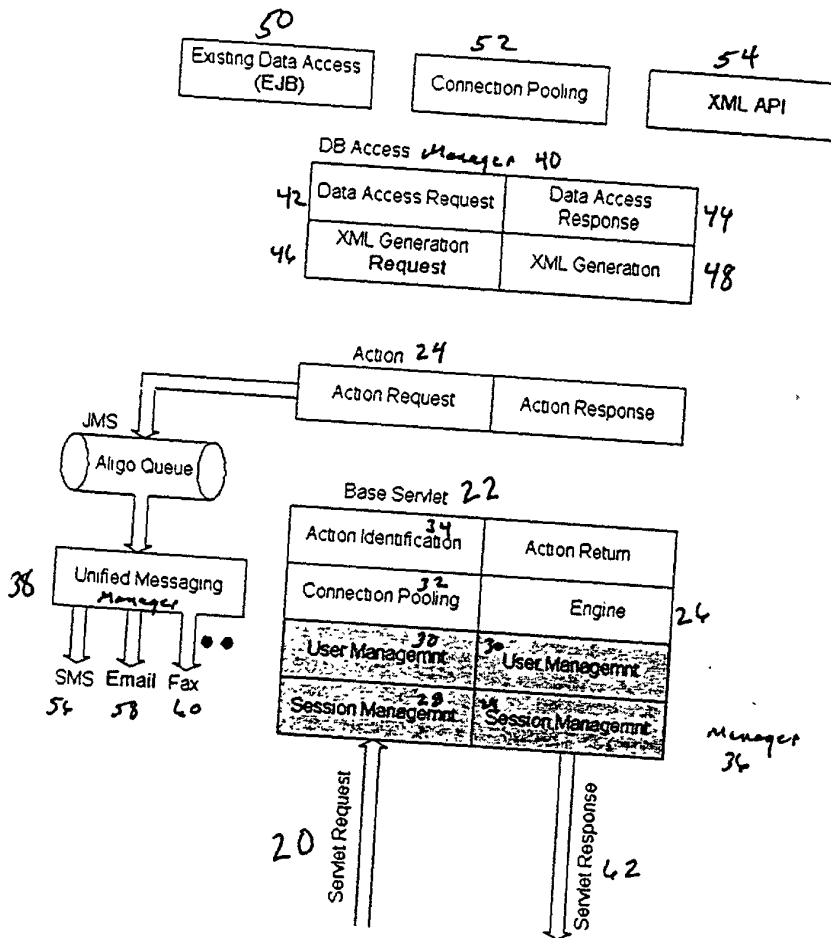 50
52
54
Existing Data Access
(EJB)
Connection Pooling
XML API
DB Access Manager 40
42
Data Access Request
Data Access
Response
44
46
XML Generation
Request
XML Generation
48
Action 24
Action Request
Action Response
JMS
Aligo Queue
Base Servlet 22
Action Identification 34
Action Return
38
Unified Messaging
Manager
Connection Pooling 32
Engine
26
User Managemnt 30
30 User Managemnt
SMS
Email
Fax
56
58
60
Session Managemnt 28
28 Session Managemnt
Manager
36
20
Servlet Request
Servlet Response
62